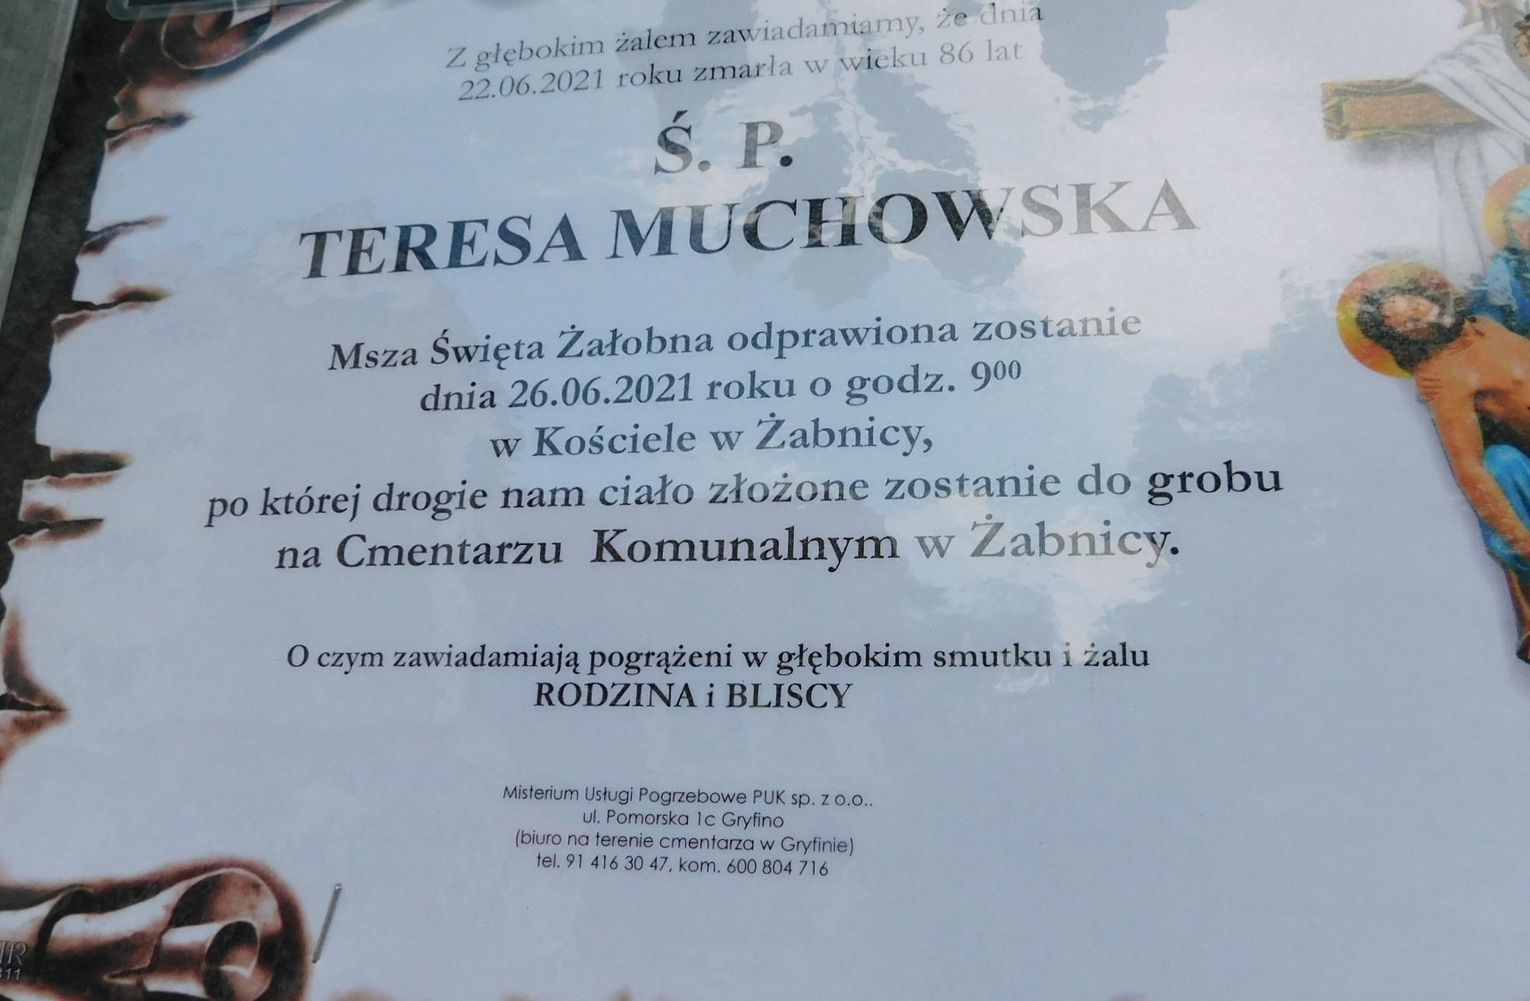 Z głębokim żalem zawiadamiamy, że dnia
22.06.2021 roku zmarła w wieku 86 lat
Ś. P.
TERESA MUCHOWSKA
Msza Święta Żałobna odprawiona zostanie
dnia 26.06.2021 roku o godz. 9⁰⁰
w Kościele w Żabnicy,
po której drogie nam ciało złożone zostanie do grobu
na Cmentarzu Komunalnym w Żabnicy.
O czym zawiadamiają pogrążeni w głębokim smutku i żalu
RODZINA i BLISCY
Misterium Usługi Pogrzebowe PUK sp. z o.o..
ul. Pomorska 1c Gryfino
(biuro na terenie cmentarza w Gryfinie)
tel. 91 416 30 47, kom. 600 804 716